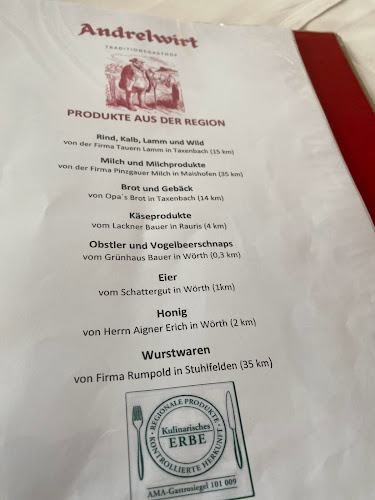 Andrelwirt
TRADITIONSGASTHOF
PRODUKTE AUS DER REGION
Rind, Kalb, Lamm und Wild
von der Firma Tauern Lamm in Taxenbach (15 km)
Milch und Milchprodukte
von der Firma Pinzgauer Milch in Maishofen (35 km)
Brot und Gebäck
von Opa`s Brot in Taxenbach (14 km)
Käseprodukte
vom Lackner Bauer in Rauris (4 km)
Obstler und Vogelbeerschnaps
vom Grünhaus Bauer in Wörth (0,3 km)
Eier
vom Schattergut in Wörth (1km)
Honig
von Herrn Aigner Erich in Wörth (2 km)
Wurstwaren
von Firma Rumpold in Stuhlfelden (35 km)
REGIONALE PRODUKTE
Kulinarisches
ERBE
KONTROLLIERTE HERKUNFT
AMA-Gastrosiegel 101 009